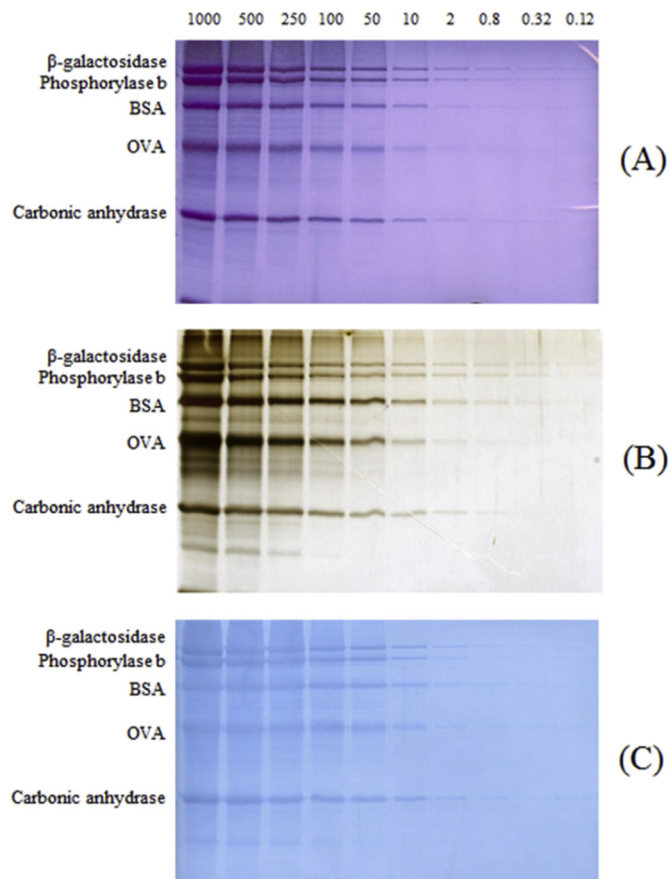 1000 500 250 100 50 10 2 0.8 0.32 0.12
β-galactosidase
Phosphorylase b
BSA
OVA
Carbonic anhydrase
(A)
β-galactosidase
Phosphorylase b
BSA
OVA
Carbonic anhydrase
(B)
β-galactosidase
Phosphorylase b
BSA
OVA
Carbonic anhydrase
(C)